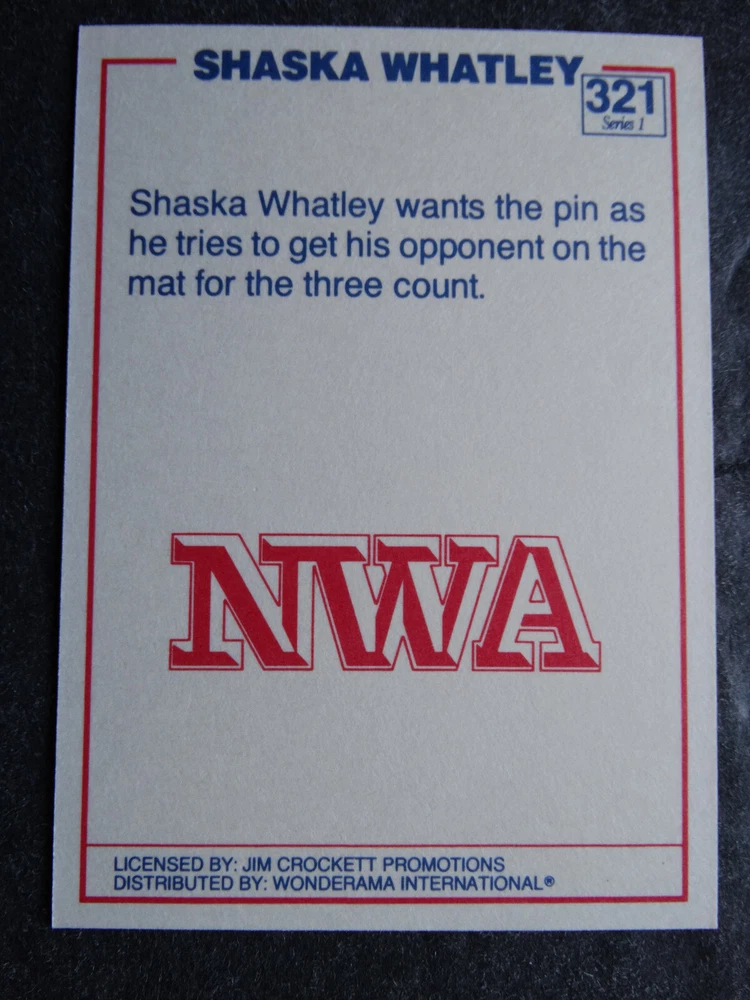 SHASKA WHATLEY
321
Series 1
Shaska Whatley wants the pin as
he tries to get his opponent on the
mat for the three count.
NWA
LICENSED BY: JIM CROCKETT PROMOTIONS
DISTRIBUTED BY: WONDERAMA INTERNATIONAL®